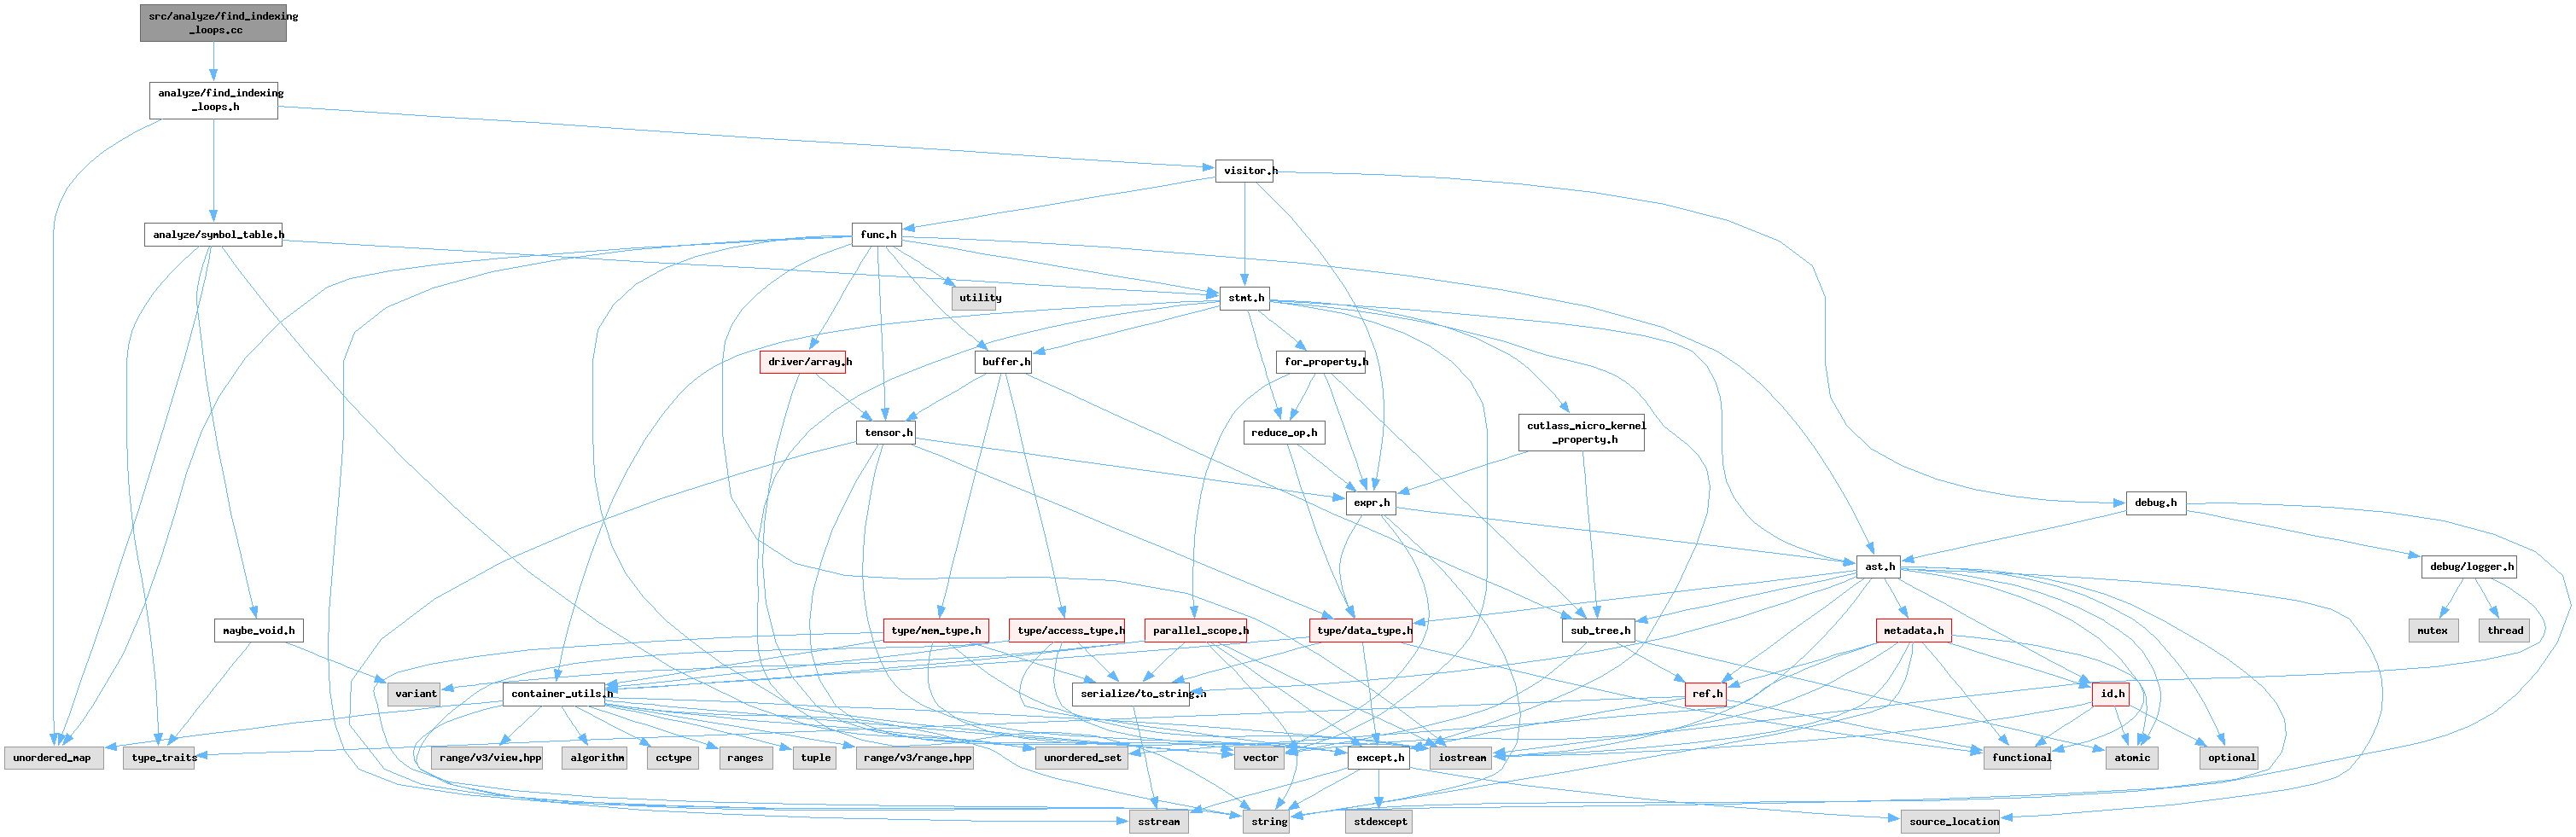 src/analyze/find_indexing
_loops.cc
analyze/find_indexing
_loops.h
visitor.h
analyze/symbol_table.h
func.h
utility
stmt.h
driver/array.h
buffer.h
for_property.h
tensor.h
reduce_op.h
cutlass_micro_kernel
_property.h
expr.h
debug.h
ast.h
debug/logger.h
maybe_void.h
type/mem_type.h
type/access_type.h
parallel_scope.h
type/data_type.h
sub_tree.h
metadata.h
mutex
thread
variant
container_utils.h
serialize/to_string.h
ref.h
id.h
unordered_map
type_traits
range/v3/view.hpp
algorithm
cctype
ranges
tuple
range/v3/range.hpp
unordered_set
vector
except.h
iostream
functional
atomic
optional
sstream
string
stdexcept
source_location